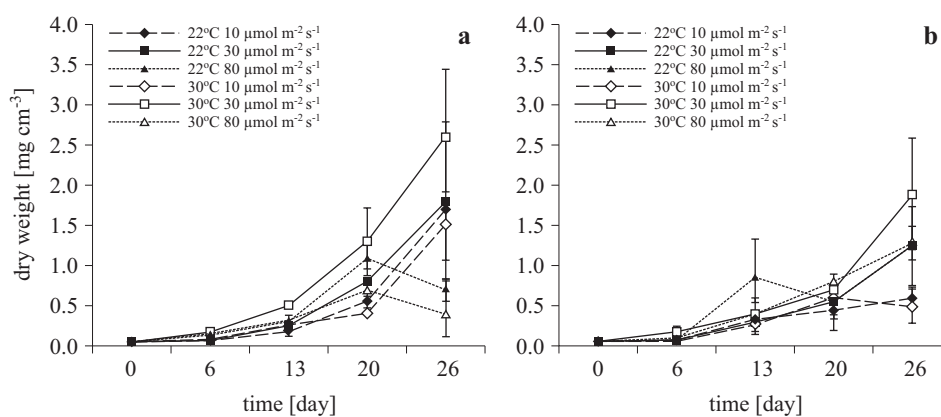 a
22°C 10 µmol m⁻² s⁻¹
22°C 30 µmol m⁻² s⁻¹
22°C 80 µmol m⁻² s⁻¹
30°C 10 µmol m⁻² s⁻¹
30°C 30 µmol m⁻² s⁻¹
30°C 80 µmol m⁻² s⁻¹
dry weight [mg cm⁻³]
4.0
3.5
3.0
2.5
2.0
1.5
1.0
0.5
0.0
0 6 13 20 26
time [day]
b
22°C 10 µmol m⁻² s⁻¹
22°C 30 µmol m⁻² s⁻¹
22°C 80 µmol m⁻² s⁻¹
30°C 10 µmol m⁻² s⁻¹
30°C 30 µmol m⁻² s⁻¹
30°C 80 µmol m⁻² s⁻¹
4.0
3.5
3.0
2.5
2.0
1.5
1.0
0.5
0.0
0 6 13 20 26
time [day]